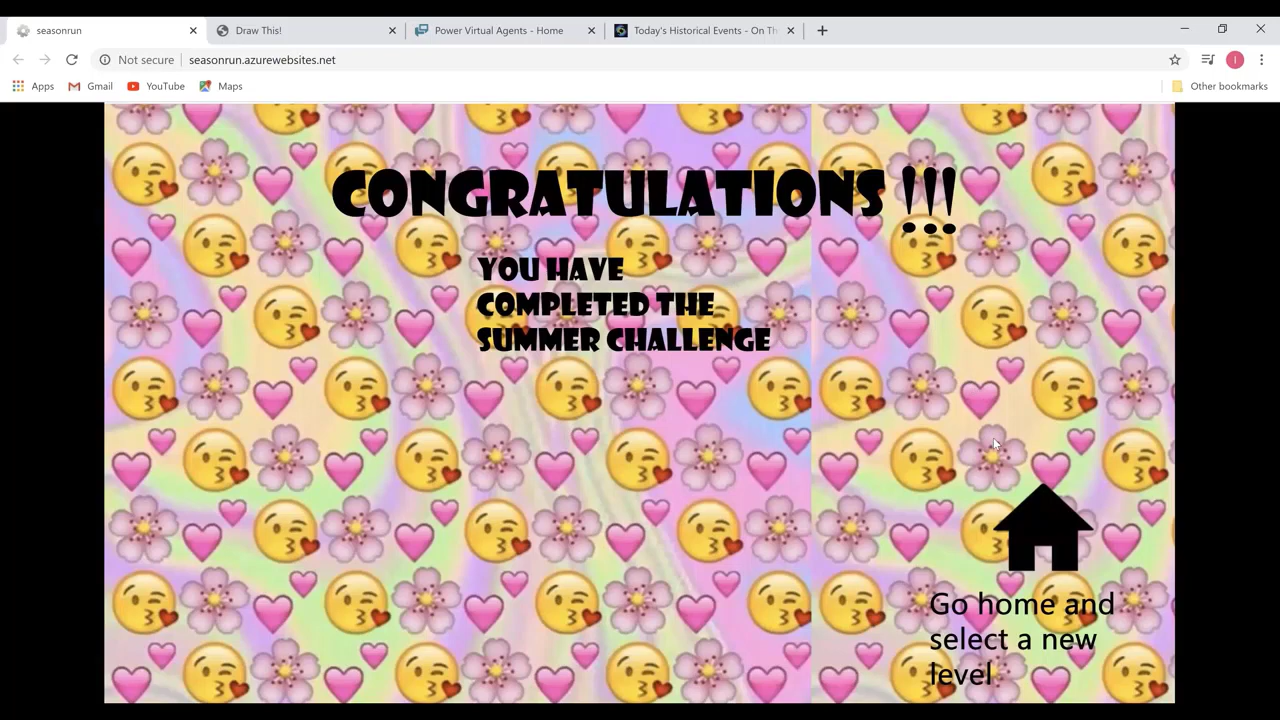 seasonrun
Draw This!
Power Virtual Agents - Home
Today's Historical Events - On Th
Not secure
seasonrun.azurewebsites.net
I
Apps
Gmail
YouTube
Maps
Other bookmarks
CONGRATULATIONS !!!
YOU HAVE
COMPLETED THE
SUMMER CHALLENGE
Go home and
select a new
level